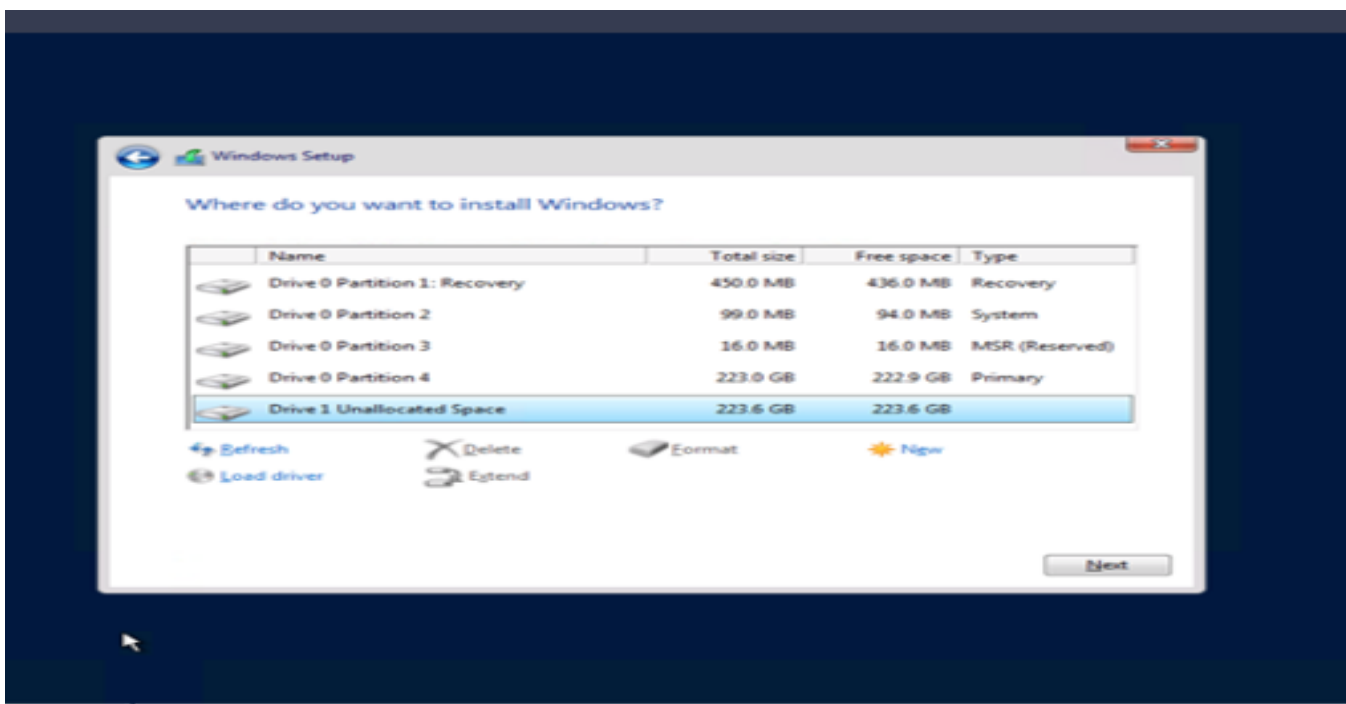 Windows Setup
Where do you want to install Windows?
Name Total size Free space Type
Drive 0 Partition 1: Recovery 450.0 MB 436.0 MB Recovery
Drive 0 Partition 2 99.0 MB 94.0 MB System
Drive 0 Partition 3 16.0 MB 16.0 MB MSR (Reserved)
Drive 0 Partition 4 223.0 GB 222.9 GB Primary
Drive 1 Unallocated Space 223.6 GB 223.6 GB
Refresh Delete Format New
Load driver Extend
Next